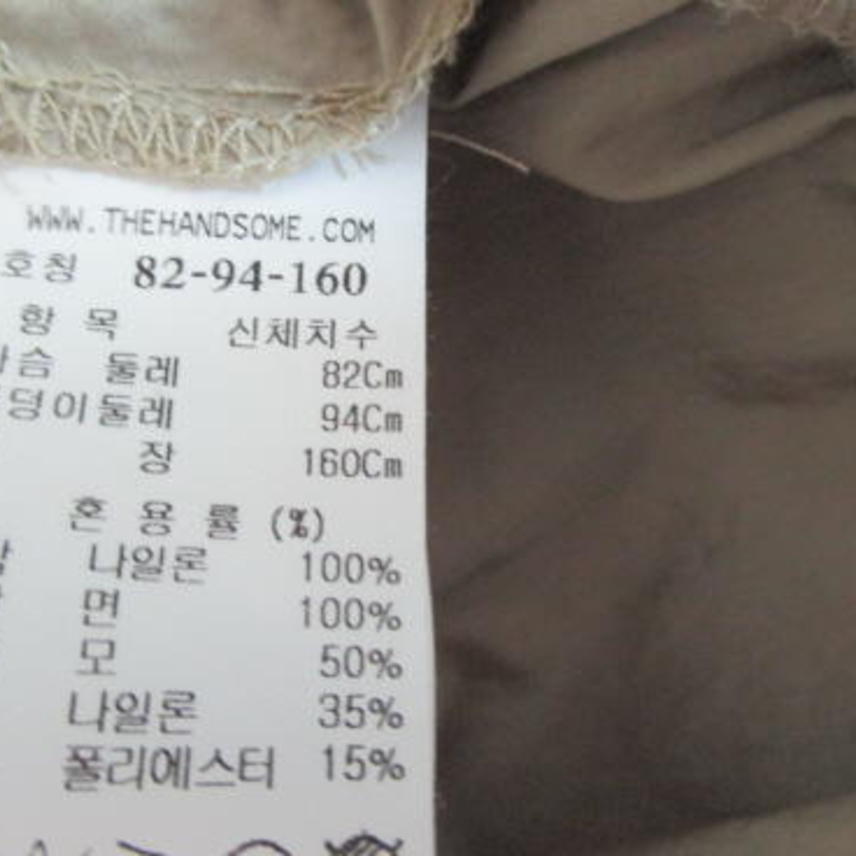 WWW.THEHANDSOME.COM
호칭 82-94-160
항 목 신체치수
가슴 둘레 82Cm
덩이둘레 94Cm
장 160Cm
혼 용 률 (%)
나일론 100%
면 100%
모 50%
나일론 35%
폴리에스터 15%